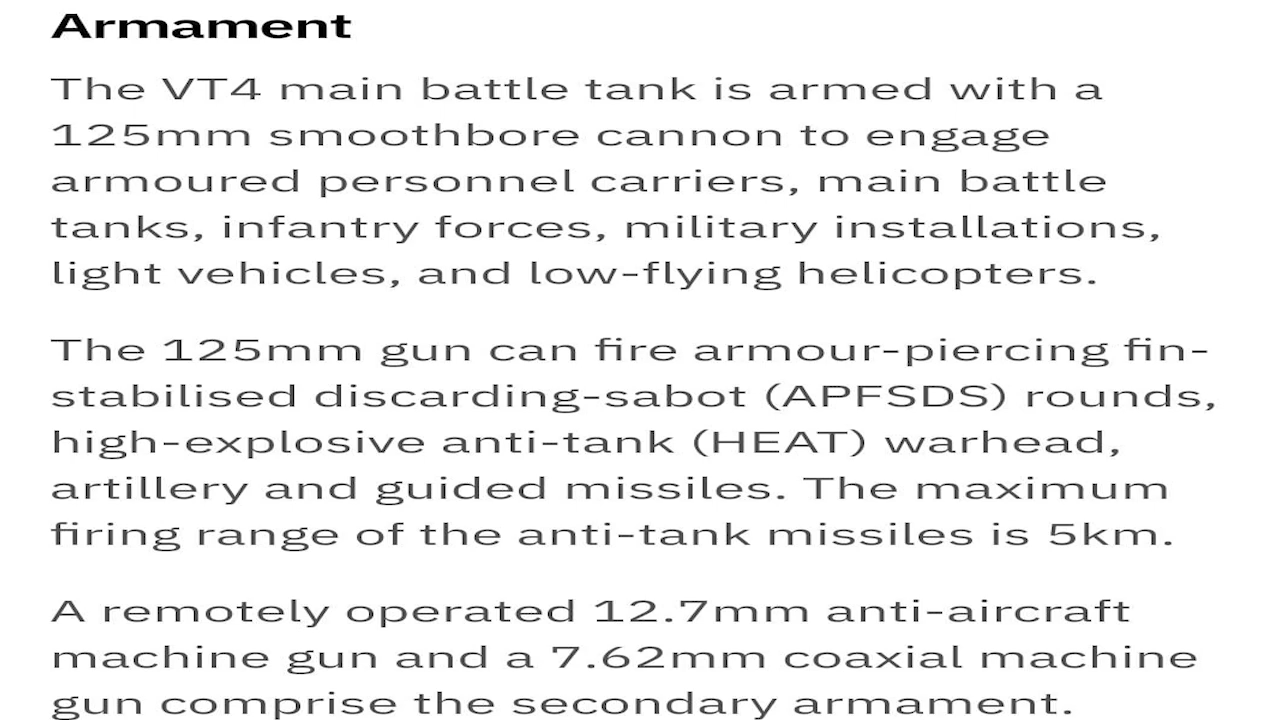 Armament
The VT4 main battle tank is armed with a
125mm smoothbore cannon to engage
armoured personnel carriers, main battle
tanks, infantry forces, military installations,
light vehicles, and low-flying helicopters.
The 125mm gun can fire armour-piercing fin-
stabilised discarding-sabot (APFSDS) rounds,
high-explosive anti-tank (HEAT) warhead,
artillery and guided missiles. The maximum
firing range of the anti-tank missiles is 5km.
A remotely operated 12.7mm anti-aircraft
machine gun and a 7.62mm coaxial machine
gun comprise the secondary armament.